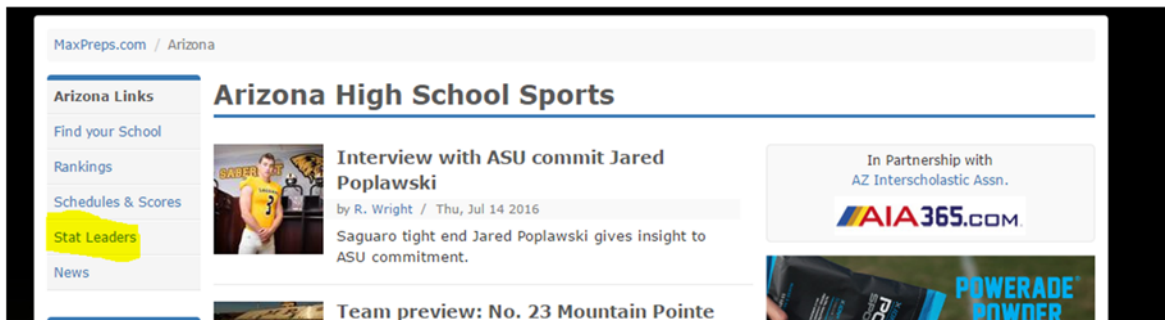 MaxPreps.com / Arizona
Arizona Links
Find your School
Rankings
Schedules & Scores
Stat Leaders
News
Arizona High School Sports
SABER
3
Interview with ASU commit Jared
Poplawski
by R. Wright / Thu, Jul 14 2016
Saguaro tight end Jared Poplawski gives insight to
ASU commitment.
Team preview: No. 23 Mountain Pointe
In Partnership with
AZ Interscholastic Assn.
AIA365.COM
POWERADE
POWDER